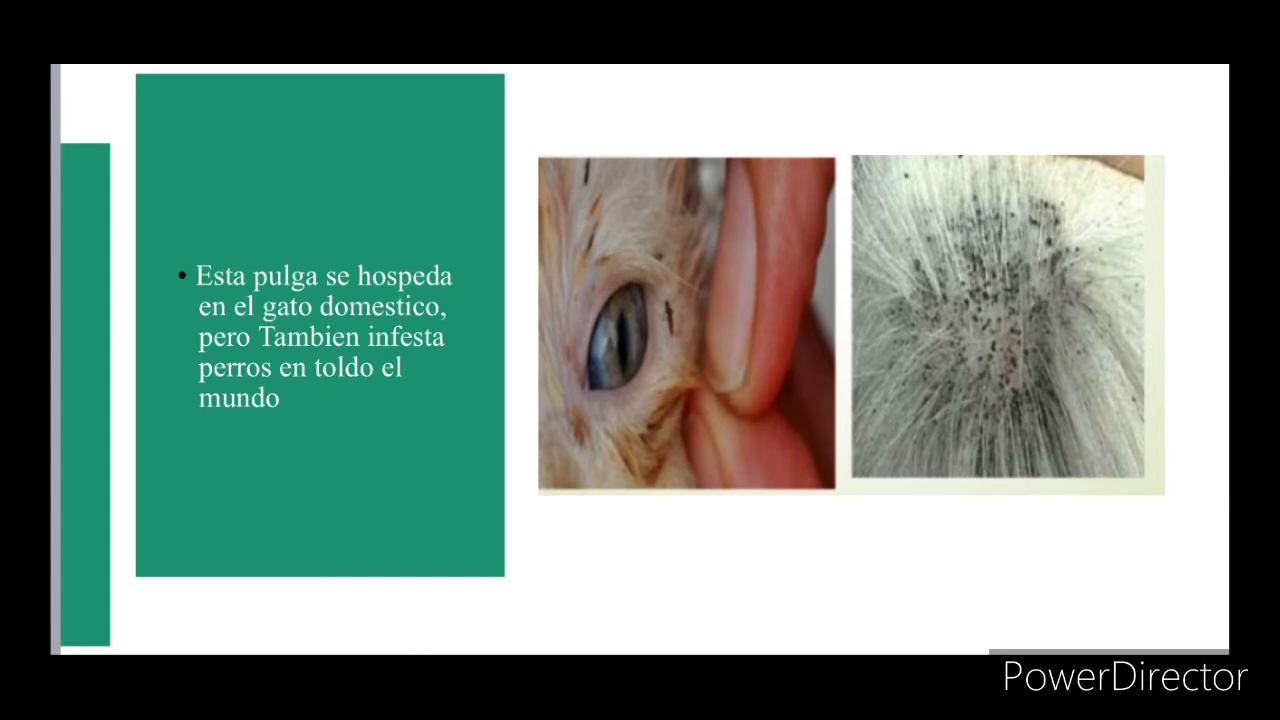 • Esta pulga se hospeda
en el gato domestico,
pero Tambien infesta
perros en toldo el
mundo
PowerDirector